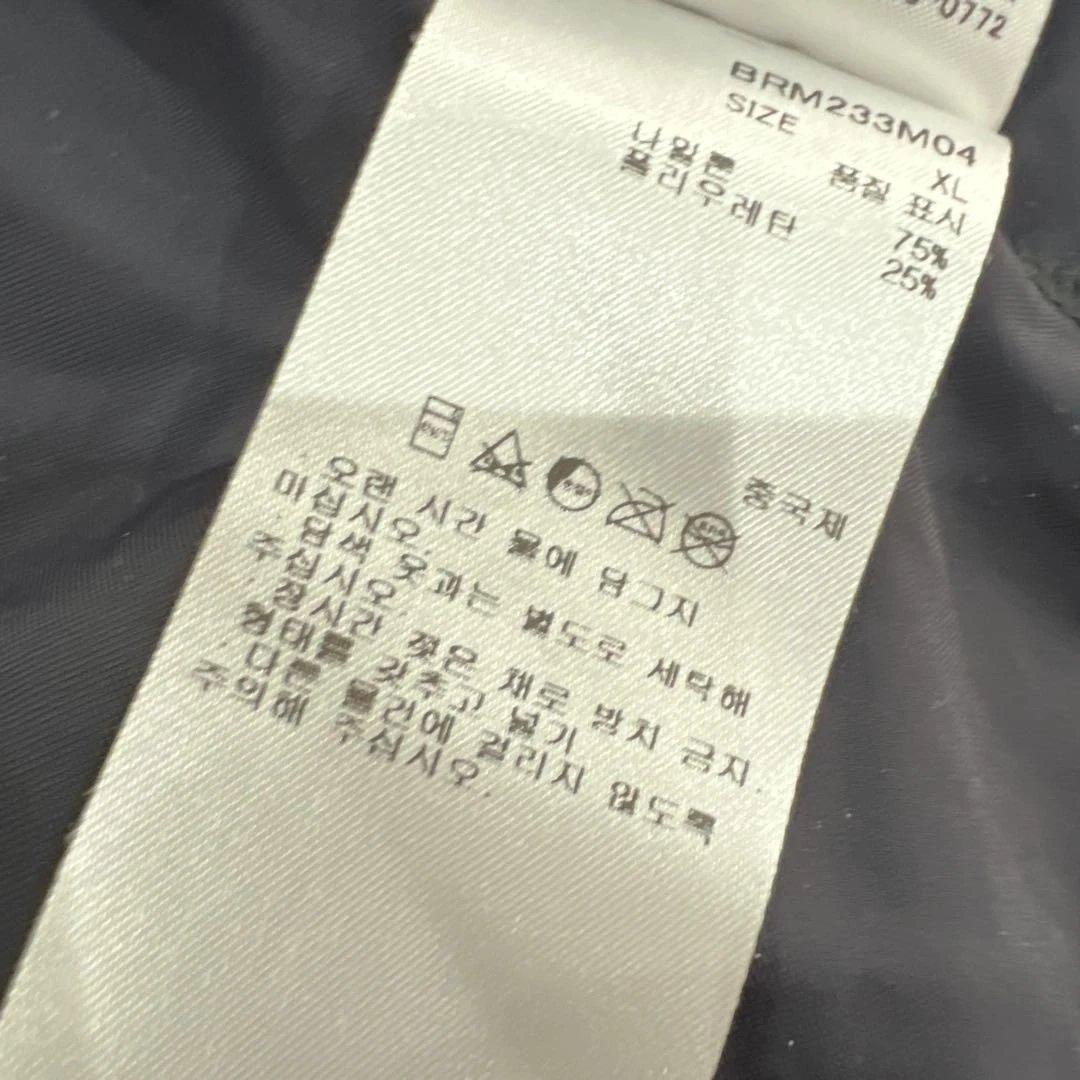 0772
BRM233M04
SIZE XL
품질 표시
나일론 75%
폴리우레탄 25%
중국제
오랜 시간 물에 담그지
마십시오.
흰색 옷과는 별도로 세탁해
주십시오.
장시간 젖은 채로 방치 금지.
형태를 갖추고 널기
다른 물건에 걸리지 않도록
주의해 주십시오.